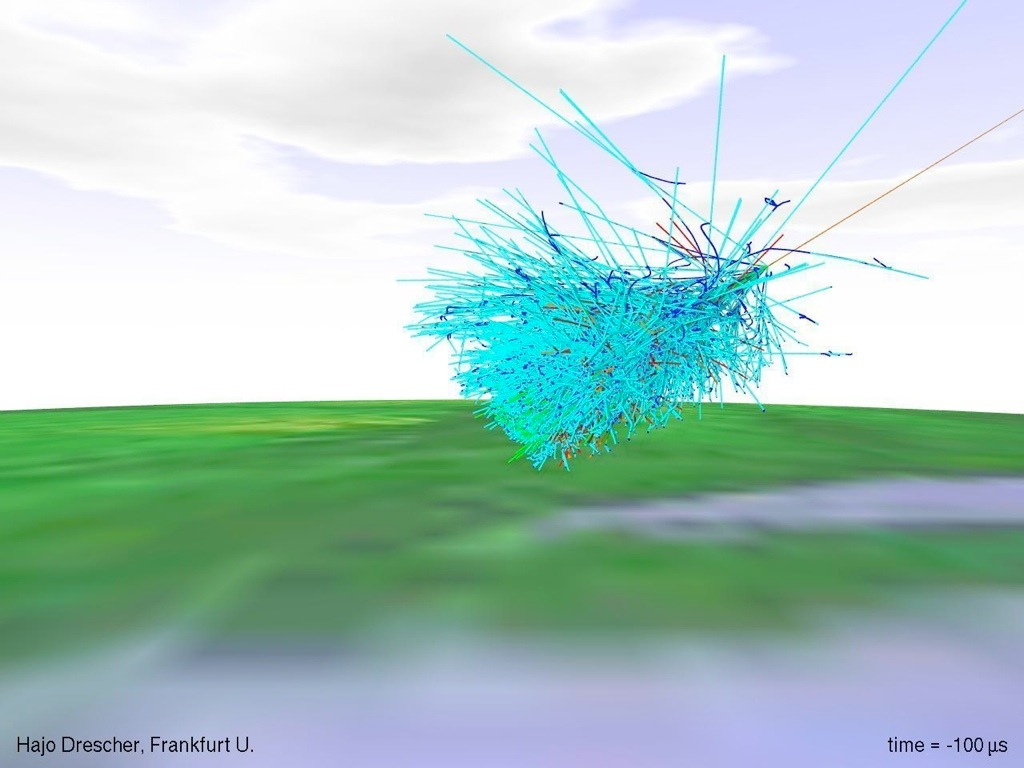 Hajo Drescher, Frankfurt U.
time = -100 µs